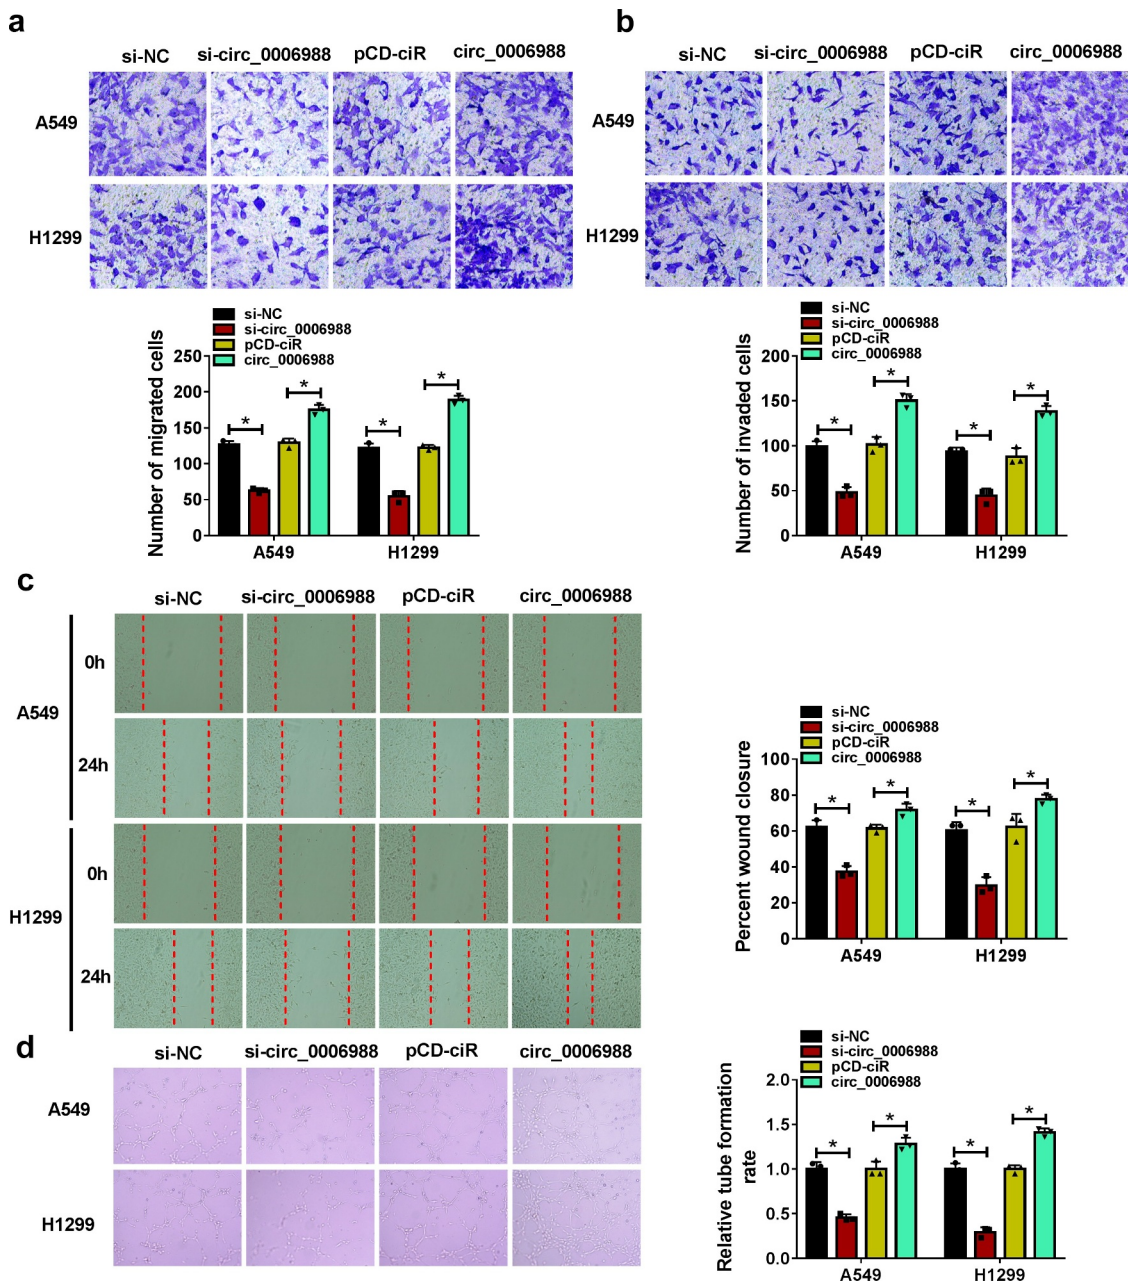 a
si-NC si-circ_0006988 pCD-ciR circ_0006988
A549
H1299
si-NC
si-circ_0006988
pCD-ciR
circ_0006988
Number of migrated cells
250
200
150
100
50
0
* * * *
A549 H1299
b
si-NC si-circ_0006988 pCD-ciR circ_0006988
A549
H1299
si-NC
si-circ_0006988
pCD-ciR
circ_0006988
Number of invaded cells
200
150
100
50
0
* * * *
A549 H1299
c
si-NC si-circ_0006988 pCD-ciR circ_0006988
A549
0h
24h
H1299
0h
24h
si-NC
si-circ_0006988
pCD-ciR
circ_0006988
Percent wound closure
100
80
60
40
20
0
* * * *
A549 H1299
d
si-NC si-circ_0006988 pCD-ciR circ_0006988
A549
H1299
si-NC
si-circ_0006988
pCD-ciR
circ_0006988
Relative tube formation
rate
2.0
1.5
1.0
0.5
0.0
* * * *
A549 H1299